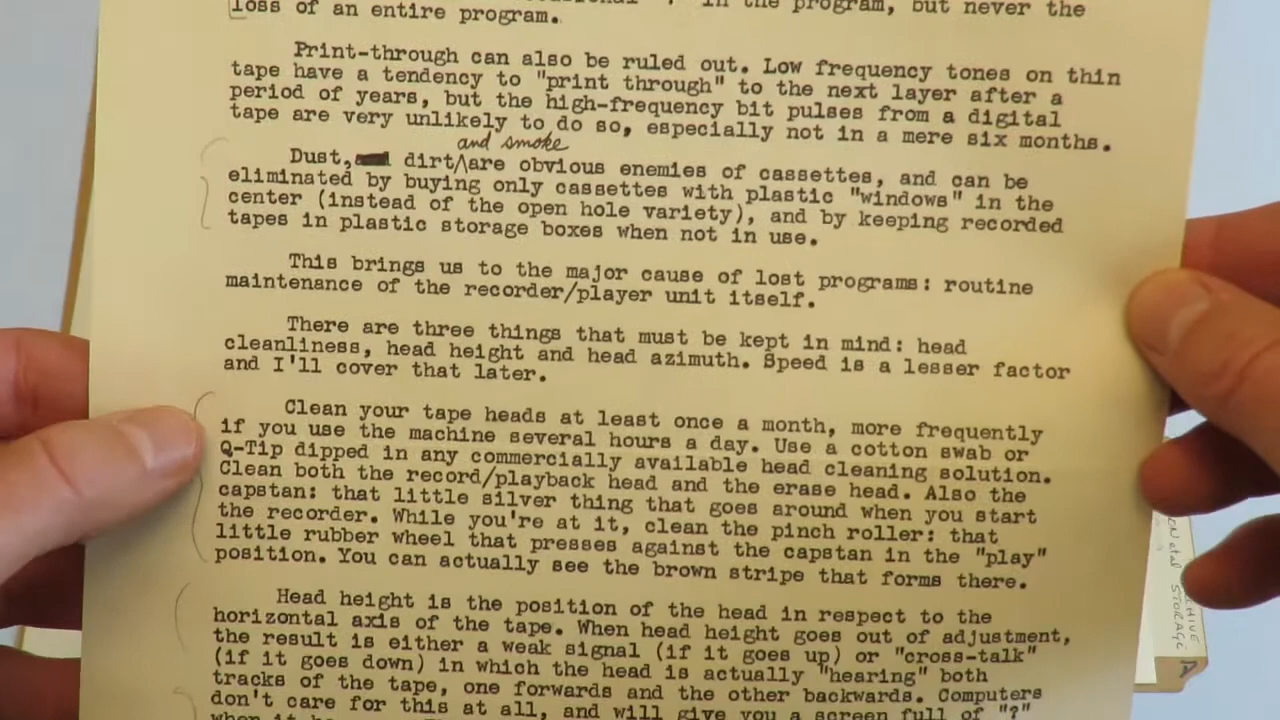 in the program, but never the
loss of an entire program.
Print-through can also be ruled out. Low frequency tones on thin
tape have a tendency to "print through" to the next layer after a
period of years, but the high-frequency bit pulses from a digital
tape are very unlikely to do so, especially not in a mere six months.
and smoke
Dust, dirt are obvious enemies of cassettes, and can be
eliminated by buying only cassettes with plastic "windows" in the
center (instead of the open hole variety), and by keeping recorded
tapes in plastic storage boxes when not in use.
This brings us to the major cause of lost programs: routine
maintenance of the recorder/player unit itself.
There are three things that must be kept in mind: head
cleanliness, head height and head azimuth. Speed is a lesser factor
and I'll cover that later.
Clean your tape heads at least once a month, more frequently
if you use the machine several hours a day. Use a cotton swab or
Q-Tip dipped in any commercially available head cleaning solution.
Clean both the record/playback head and the erase head. Also the
capstan: that little silver thing that goes around when you start
the recorder. While you're at it, clean the pinch roller: that
little rubber wheel that presses against the capstan in the "play"
position. You can actually see the brown stripe that forms there.
Head height is the position of the head in respect to the
horizontal axis of the tape. When head height goes out of adjustment,
the result is either a weak signal (if it goes up) or "cross-talk"
(if it goes down) in which the head is actually "hearing" both
tracks of the tape, one forwards and the other backwards. Computers
don't care for this at all, and will give you a screen full of "?"
STORAGE
A